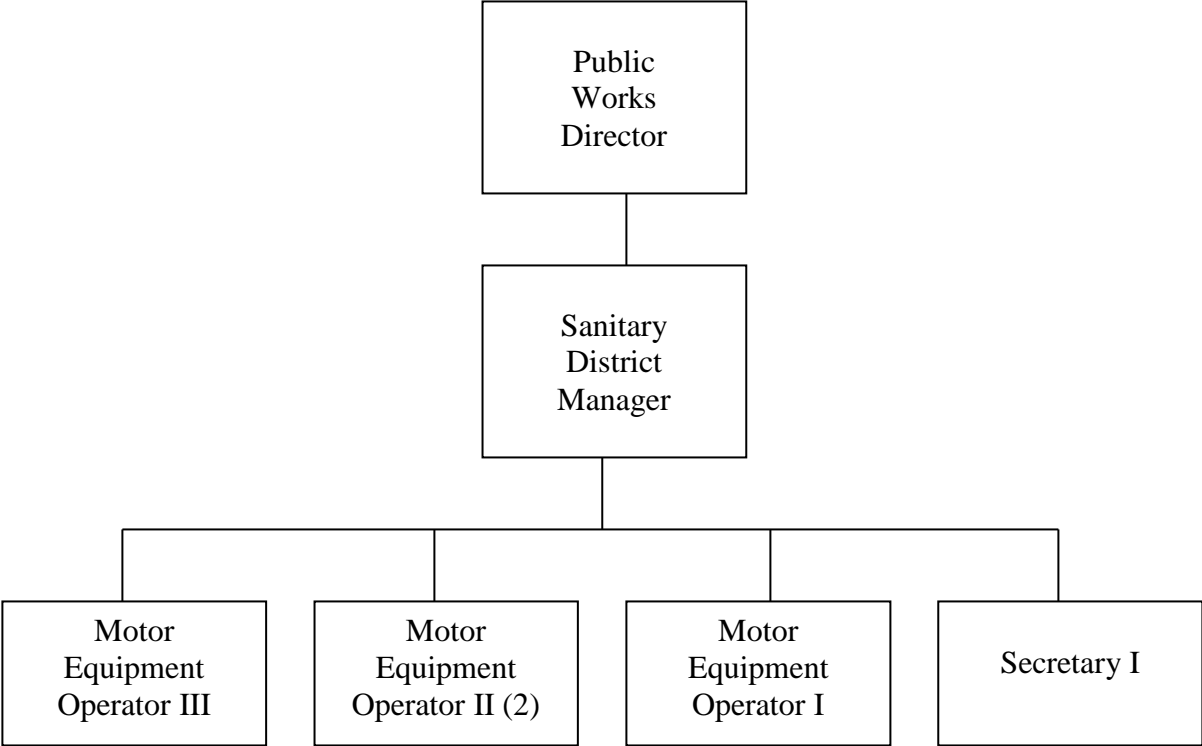 Public
Works
Director
Sanitary
District
Manager
Motor
Equipment
Operator III
Motor
Equipment
Operator II (2)
Motor
Equipment
Operator I
Secretary I